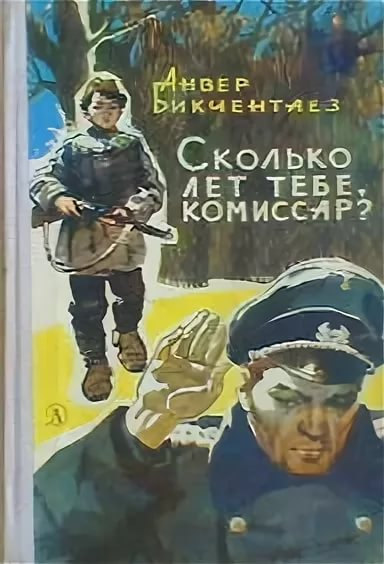 Анвер
Бикчентаев
Сколько
лет тебе,
комиссар?